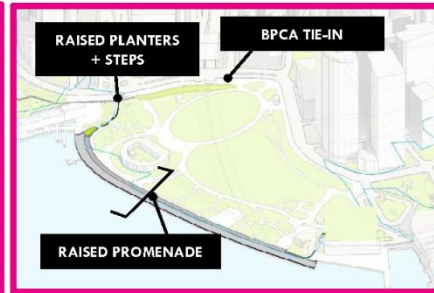 RAISED PLANTERS
+ STEPS
BPCA TIE-IN
RAISED PROMENADE